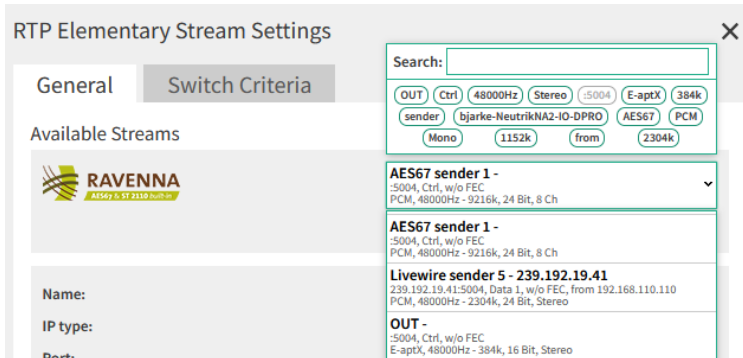 RTP Elementary Stream Settings
General
Switch Criteria
Available Streams
RAVENNA
AES67 & ST 2110 built-in
Search:
OUT Ctrl 48000Hz Stereo :5004 E-aptX 384k
sender bjarke-NeutrikNA2-IO-DPRO AES67 PCM
Mono 1152k from 2304k
AES67 sender 1 -
:5004, Ctrl, w/o FEC
PCM, 48000Hz - 9216k, 24 Bit, 8 Ch
AES67 sender 1 -
:5004, Ctrl, w/o FEC
PCM, 48000Hz - 9216k, 24 Bit, 8 Ch
Livewire sender 5 - 239.192.19.41
239.192.19.41:5004, Data 1, w/o FEC, from 192.168.110.110
PCM, 48000Hz - 2304k, 24 Bit, Stereo
OUT -
:5004, Ctrl, w/o FEC
E-aptX, 48000Hz - 384k, 16 Bit, Stereo
Name:
IP type:
Port: